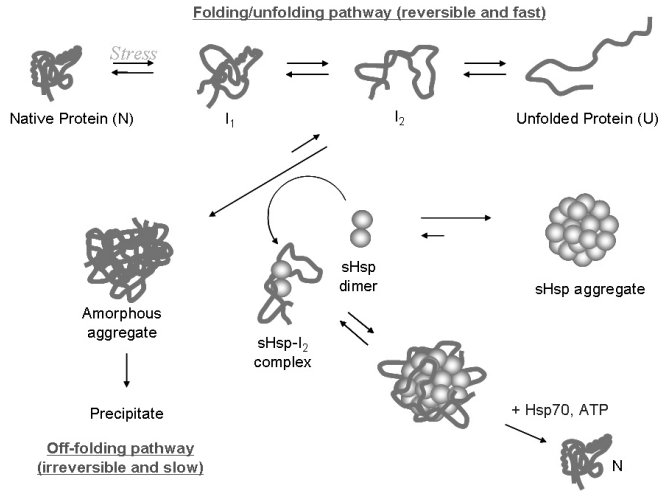 Folding/unfolding pathway (reversible and fast)
Stress
Native Protein (N)
I₁
I₂
Unfolded Protein (U)
sHsp
dimer
sHsp aggregate
Amorphous
aggregate
sHsp-I₂
complex
Precipitate
+ Hsp70, ATP
N
Off-folding pathway
(irreversible and slow)